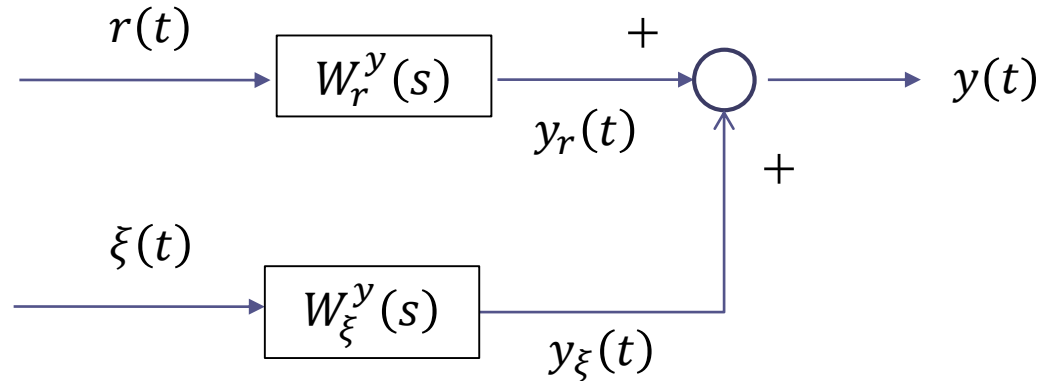 r(t)
+
W_r^y(s)
y(t)
y_r(t)
+
ξ(t)
W_ξ^y(s)
y_ξ(t)